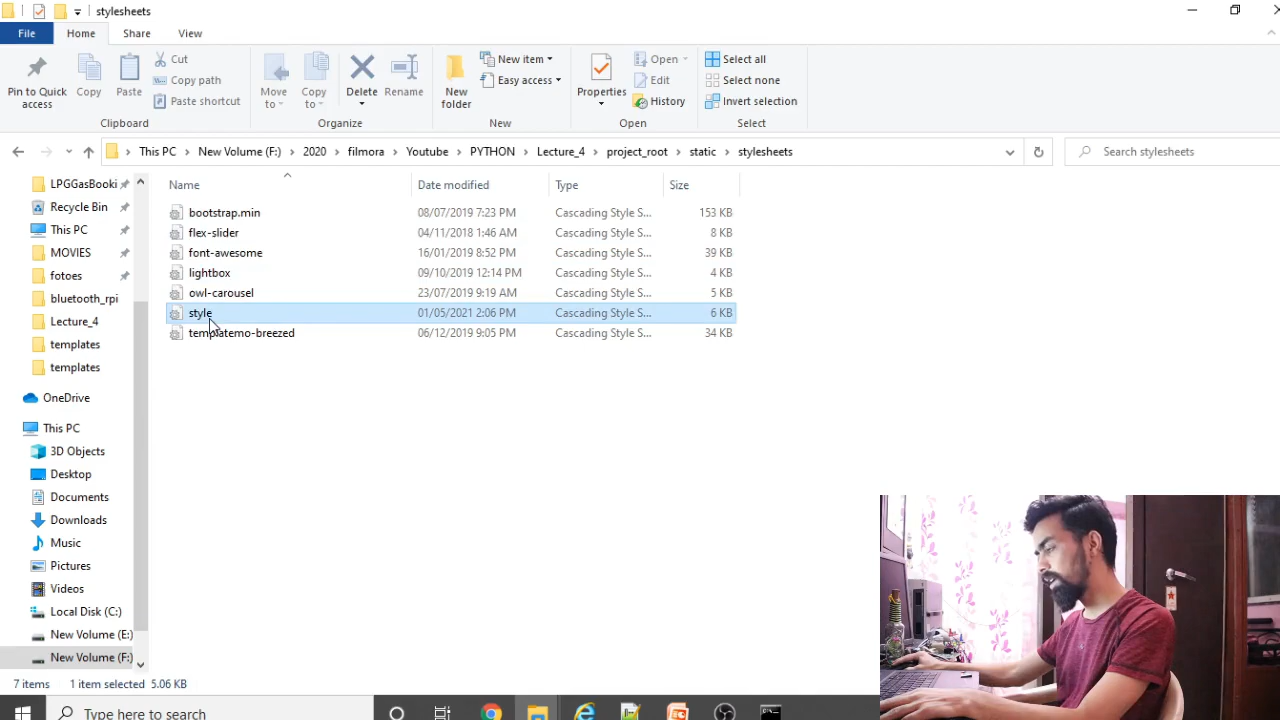 stylesheets
File Home Share View
Pin to Quick access
Copy
Paste
Cut
Copy path
Paste shortcut
Clipboard
Move to
Copy to
Delete
Rename
Organize
New folder
New item
Easy access
New
Properties
Open
Edit
History
Open
Select all
Select none
Invert selection
Select
This PC New Volume (F:) 2020 filmora Youtube PYTHON Lecture_4 project_root static stylesheets
Search stylesheets
LPGGasBooki
Recycle Bin
This PC
MOVIES
fotoes
bluetooth_rpi
Lecture_4
templates
templates
OneDrive
This PC
3D Objects
Desktop
Documents
Downloads
Music
Pictures
Videos
Local Disk (C:)
New Volume (E:)
New Volume (F:)
Name Date modified Type Size
bootstrap.min 08/07/2019 7:23 PM Cascading Style S... 153 KB
flex-slider 04/11/2018 1:46 AM Cascading Style S... 8 KB
font-awesome 16/01/2019 8:52 PM Cascading Style S... 39 KB
lightbox 09/10/2019 12:14 PM Cascading Style S... 4 KB
owl-carousel 23/07/2019 9:19 AM Cascading Style S... 5 KB
style 01/05/2021 2:06 PM Cascading Style S... 6 KB
templatemo-breezed 06/12/2019 9:05 PM Cascading Style S... 34 KB
7 items 1 item selected 5.06 KB
Type here to search